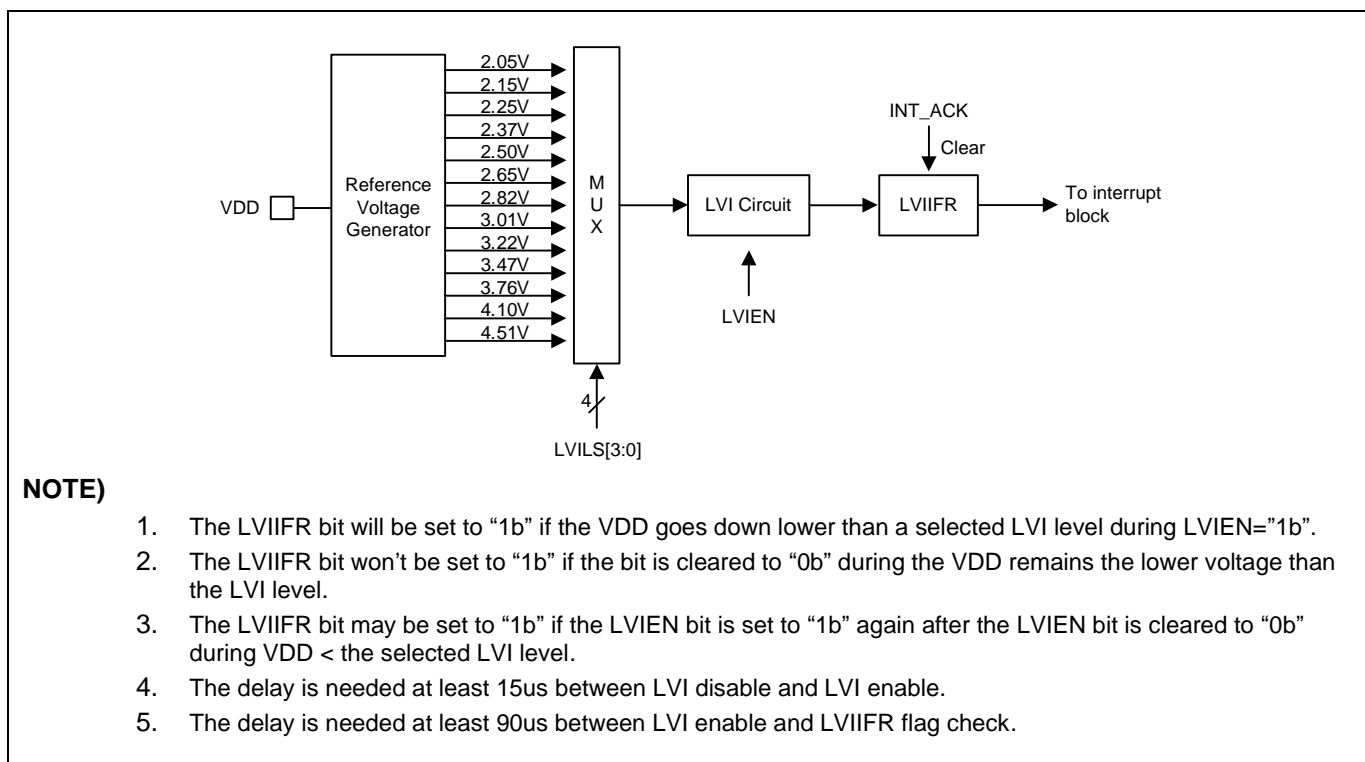 2.05V
2.15V
2.25V
2.37V
2.50V
2.65V
2.82V
3.01V
3.22V
3.47V
3.76V
4.10V
4.51V
VDD
Reference
Voltage
Generator
M
U
X
LVI Circuit
LVIEN
INT_ACK
Clear
LVIIFR
To interrupt
block
4
LVILS[3:0]
NOTE)
1. The LVIIFR bit will be set to “1b” if the VDD goes down lower than a selected LVI level during LVIEN=”1b”.
2. The LVIIFR bit won’t be set to “1b” if the bit is cleared to “0b” during the VDD remains the lower voltage than
the LVI level.
3. The LVIIFR bit may be set to “1b” if the LVIEN bit is set to “1b” again after the LVIEN bit is cleared to “0b”
during VDD < the selected LVI level.
4. The delay is needed at least 15us between LVI disable and LVI enable.
5. The delay is needed at least 90us between LVI enable and LVIIFR flag check.